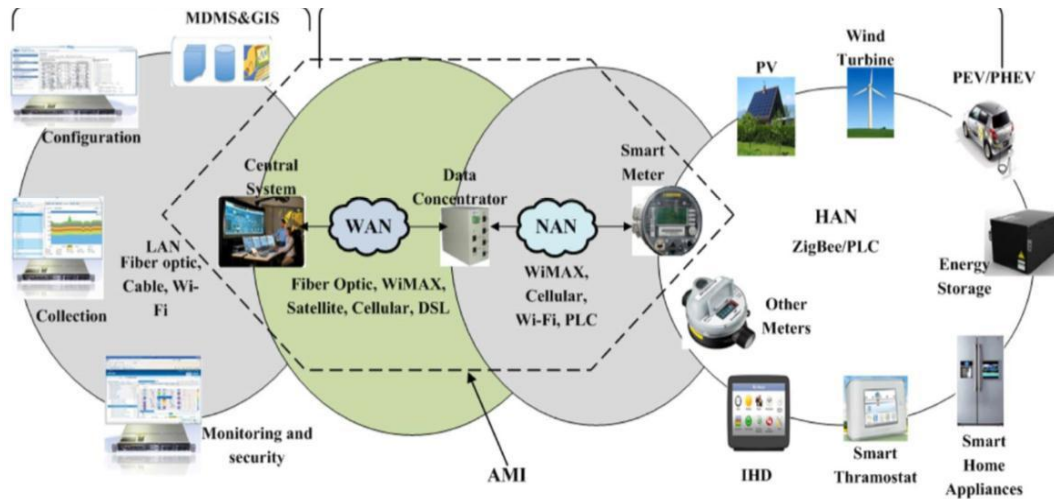 MDMS&GIS
Configuration
Collection
LAN
Fiber optic,
Cable, Wi-
Fi
Monitoring and
security
Central
System
WAN
Fiber Optic, WiMAX,
Satellite, Cellular, DSL
Data
Concentrator
NAN
WiMAX,
Cellular,
Wi-Fi, PLC
AMI
Smart
Meter
PV
Wind
Turbine
PEV/PHEV
HAN
ZigBee/PLC
Energy
Storage
Other
Meters
IHD
Smart
Thramostat
Smart
Home
Appliances